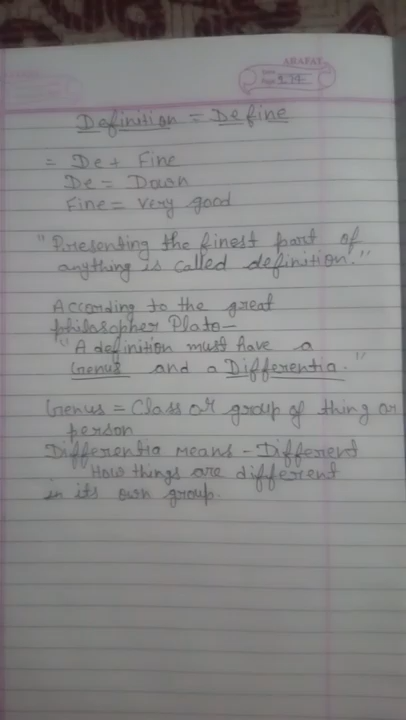 ARAFAT
Definition = Define
= De + Fine
De = Down
Fine = very good
"Presenting the finest part of
anything is called definition."
According to the great
philosopher Plato-
"A definition must have a
Genus and a Differentia."
Genus = Class or group of thing or
person
Differentia means - Different
How things are different
in its own group.